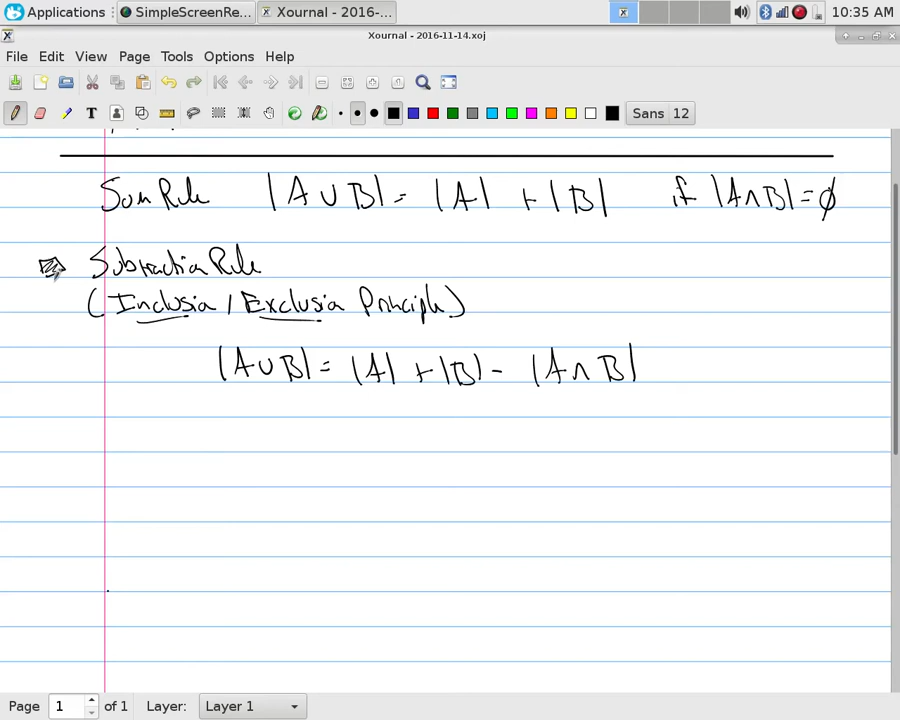 Applications SimpleScreenRe... Xournal - 2016-... 10:35 AM
Xournal - 2016-11-14.xoj
File Edit View Page Tools Options Help
Sans 12
Sum Rule |A ∪ B| = |A| + |B| if |A ∩ B| = ∅
Subtraction Rule
(Inclusion / Exclusion Principle)
|A ∪ B| = |A| + |B| - |A ∩ B|
Page 1 of 1 Layer: Layer 1